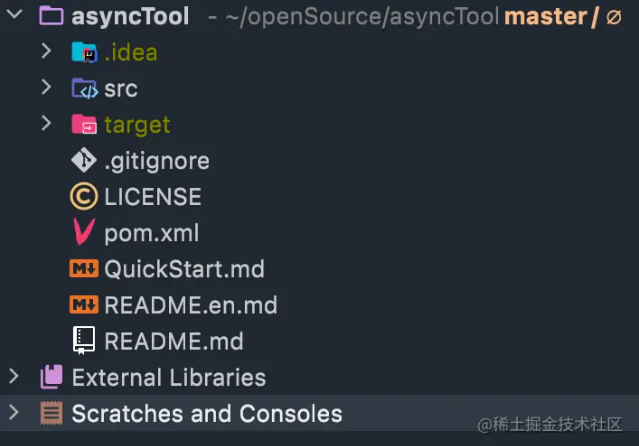 asyncTool - ~/openSource/asyncTool master / ∅
.idea
src
target
.gitignore
LICENSE
pom.xml
QuickStart.md
README.en.md
README.md
External Libraries
Scratches and Consoles
@稀土掘金技术社区